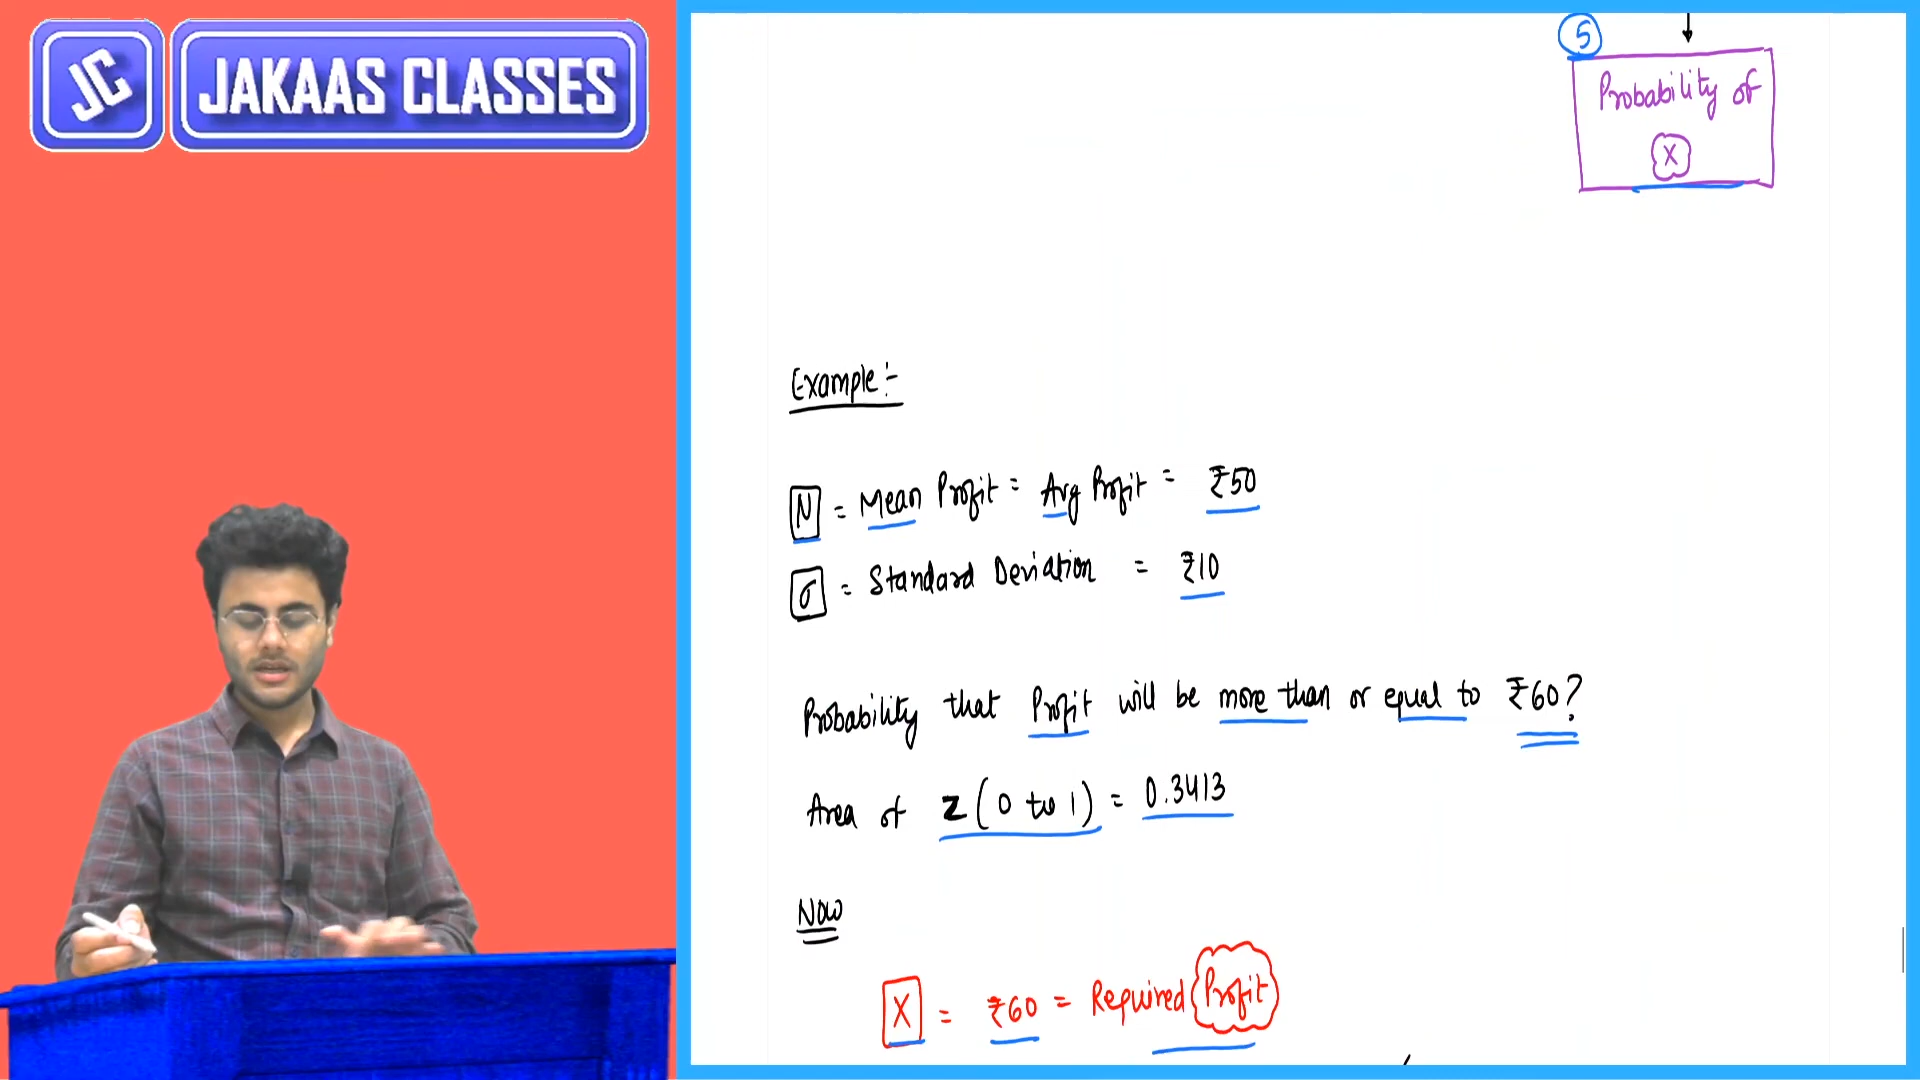 JC
JAKAAS CLASSES
5
Probability of
X
Example :-
N = Mean Profit = Avg Profit = ₹50
σ = Standard Deviation = ₹10
Probability that Profit will be more than or equal to ₹60?
Area of Z (0 to 1) = 0.3413
Now
X = ₹60 = Required Profit